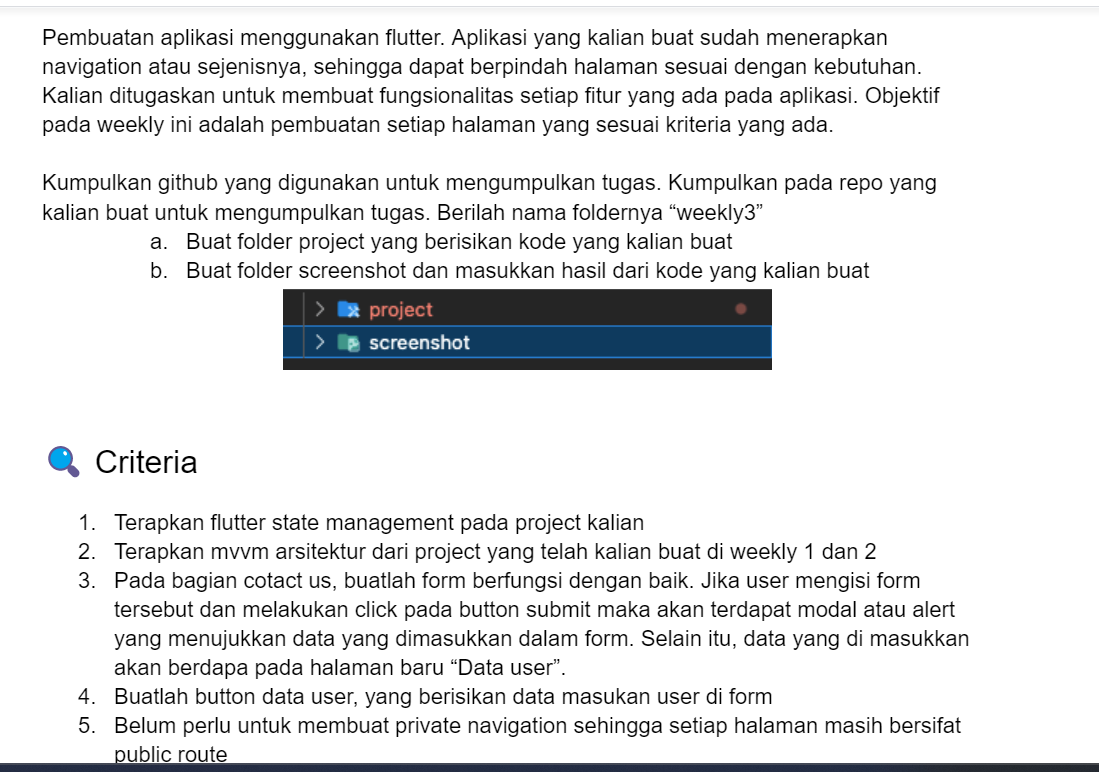 Pembuatan aplikasi menggunakan flutter. Aplikasi yang kalian buat sudah menerapkan
navigation atau sejenisnya, sehingga dapat berpindah halaman sesuai dengan kebutuhan.
Kalian ditugaskan untuk membuat fungsionalitas setiap fitur yang ada pada aplikasi. Objektif
pada weekly ini adalah pembuatan setiap halaman yang sesuai kriteria yang ada.
Kumpulkan github yang digunakan untuk mengumpulkan tugas. Kumpulkan pada repo yang
kalian buat untuk mengumpulkan tugas. Berilah nama foldernya “weekly3”
a. Buat folder project yang berisikan kode yang kalian buat
b. Buat folder screenshot dan masukkan hasil dari kode yang kalian buat
project
screenshot
Criteria
1. Terapkan flutter state management pada project kalian
2. Terapkan mvvm arsitektur dari project yang telah kalian buat di weekly 1 dan 2
3. Pada bagian cotact us, buatlah form berfungsi dengan baik. Jika user mengisi form
tersebut dan melakukan click pada button submit maka akan terdapat modal atau alert
yang menujukkan data yang dimasukkan dalam form. Selain itu, data yang di masukkan
akan berdapa pada halaman baru “Data user”.
4. Buatlah button data user, yang berisikan data masukan user di form
5. Belum perlu untuk membuat private navigation sehingga setiap halaman masih bersifat
public route